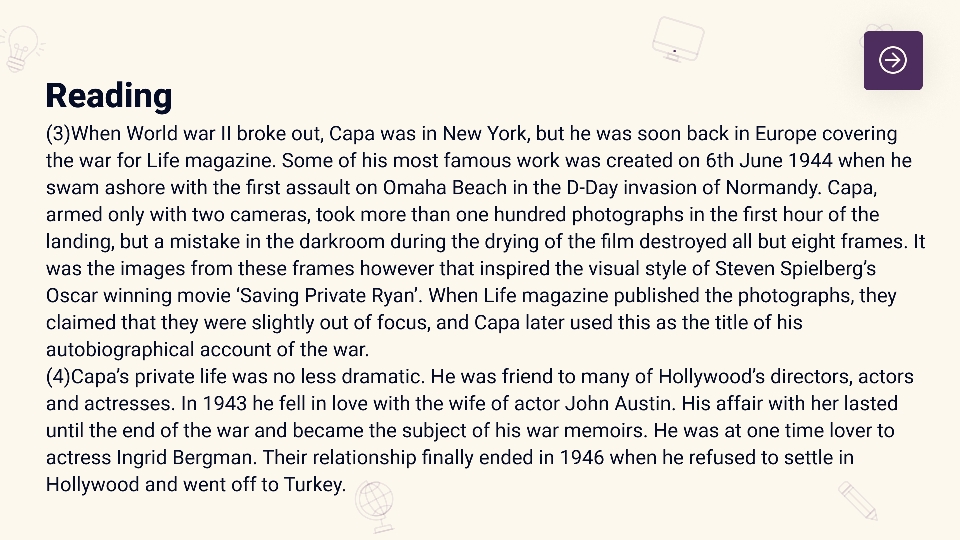 Reading
(3)When World war II broke out, Capa was in New York, but he was soon back in Europe covering
the war for Life magazine. Some of his most famous work was created on 6th June 1944 when he
swam ashore with the first assault on Omaha Beach in the D-Day invasion of Normandy. Capa,
armed only with two cameras, took more than one hundred photographs in the first hour of the
landing, but a mistake in the darkroom during the drying of the film destroyed all but eight frames. It
was the images from these frames however that inspired the visual style of Steven Spielberg’s
Oscar winning movie ‘Saving Private Ryan’. When Life magazine published the photographs, they
claimed that they were slightly out of focus, and Capa later used this as the title of his
autobiographical account of the war.
(4)Capa’s private life was no less dramatic. He was friend to many of Hollywood’s directors, actors
and actresses. In 1943 he fell in love with the wife of actor John Austin. His affair with her lasted
until the end of the war and became the subject of his war memoirs. He was at one time lover to
actress Ingrid Bergman. Their relationship finally ended in 1946 when he refused to settle in
Hollywood and went off to Turkey.